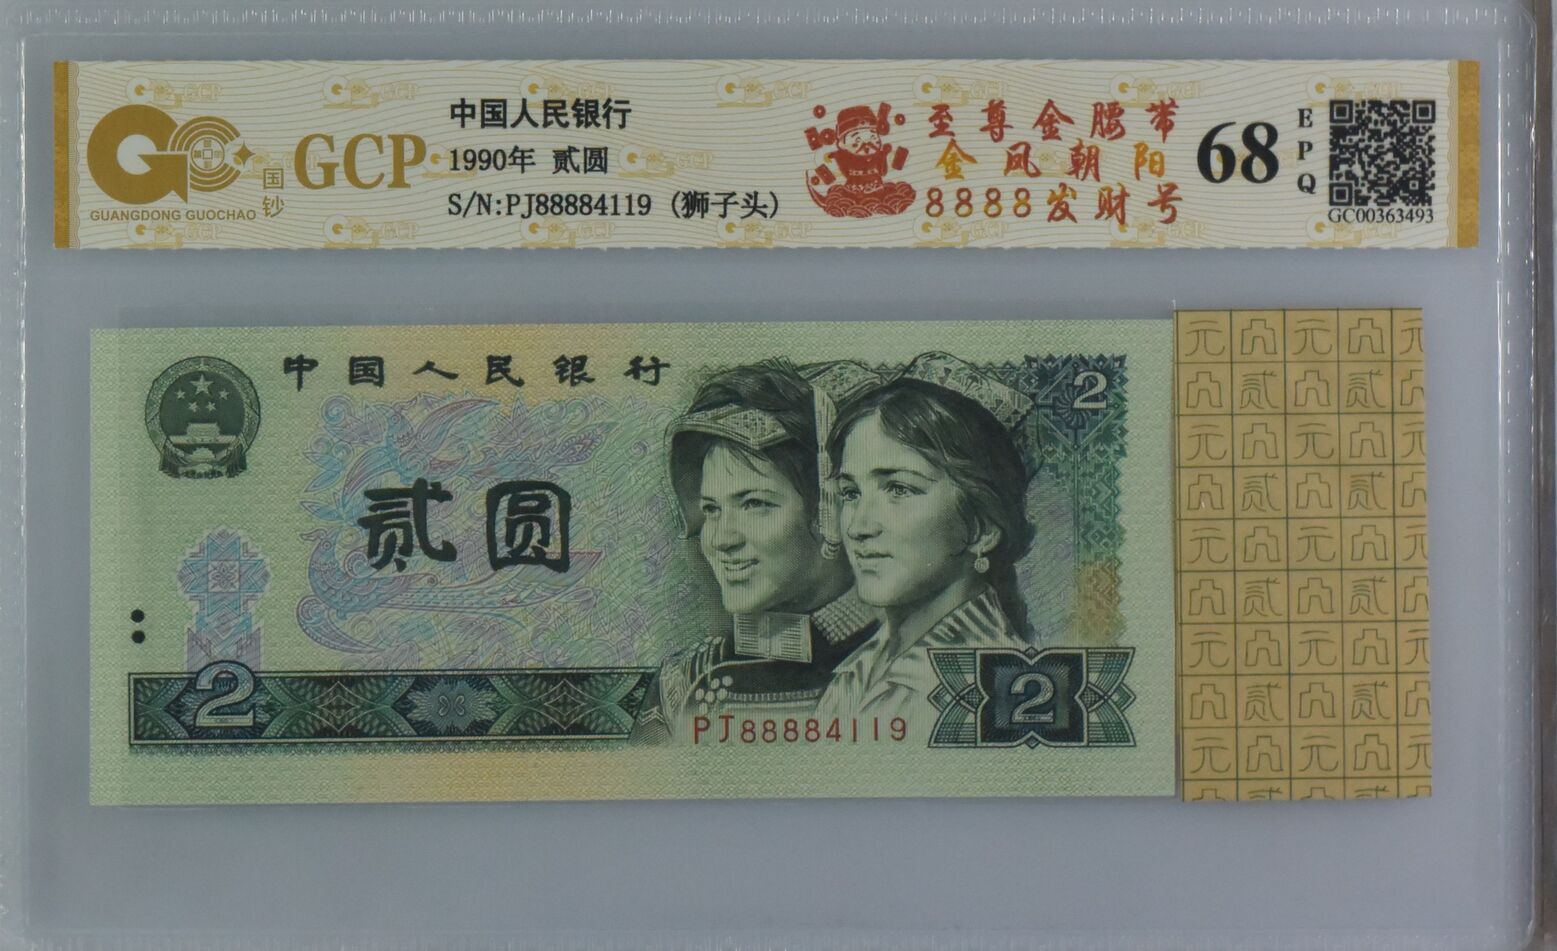 中国人民银行
1990年 贰圆
S/N:PJ88884119 (狮子头)
GCP
国钞
GUANGDONG GUOCHAO
至尊金腰带
金凤朝阳
8888发财号
68
EPQ
GC00363493
中国人民银行
2
贰圆
2
PJ88884119
2